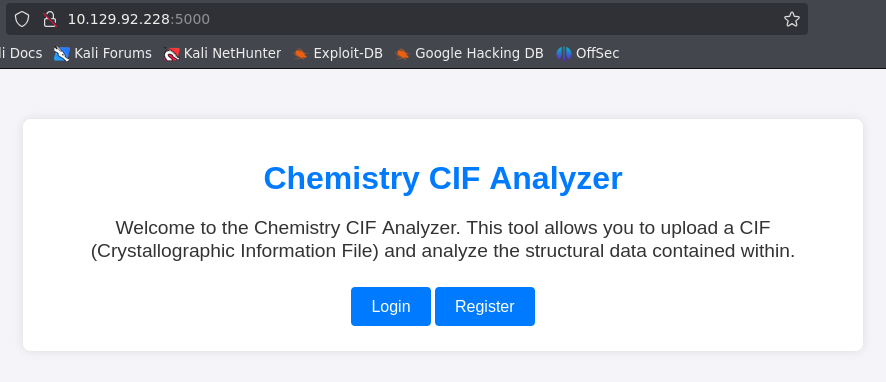 10.129.92.228:5000
li Docs Kali Forums Kali NetHunter Exploit-DB Google Hacking DB OffSec
Chemistry CIF Analyzer
Welcome to the Chemistry CIF Analyzer. This tool allows you to upload a CIF
(Crystallographic Information File) and analyze the structural data contained within.
Login Register